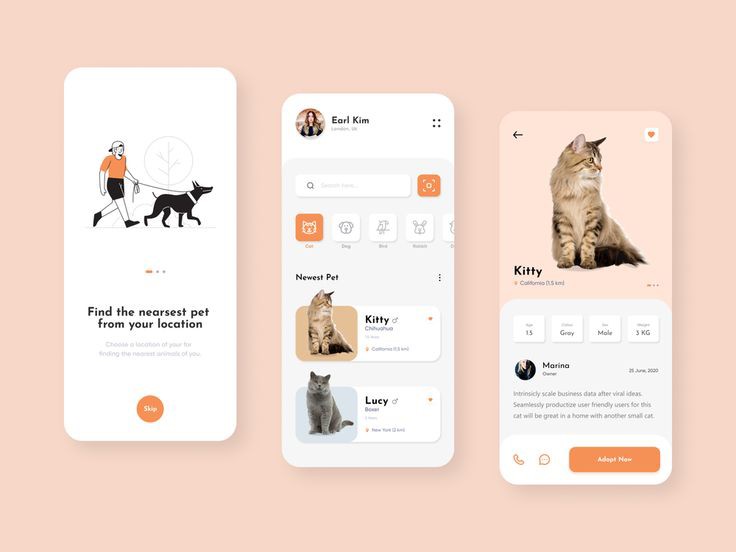 Find the nearsest pet
from your location
Choose a location of your for
finding the nearest animals of you.
Skip
Earl Kim
London, UK
Search here...
Cat
Dog
Bird
Rabbit
Newest Pet
Kitty
Chihuahua
California (1,5 km)
Lucy
Boxer
New York (2 km)
Kitty
California (1,5 km)
Age
1.5
Colour
Gray
Sex
Male
Weight
3 KG
Marina
Owner
25 June, 2020
Intrinsicly scale business data after viral ideas.
Seamlessly productize user friendly users for this
cat will be great in a home with another small cat.
Adopt Now